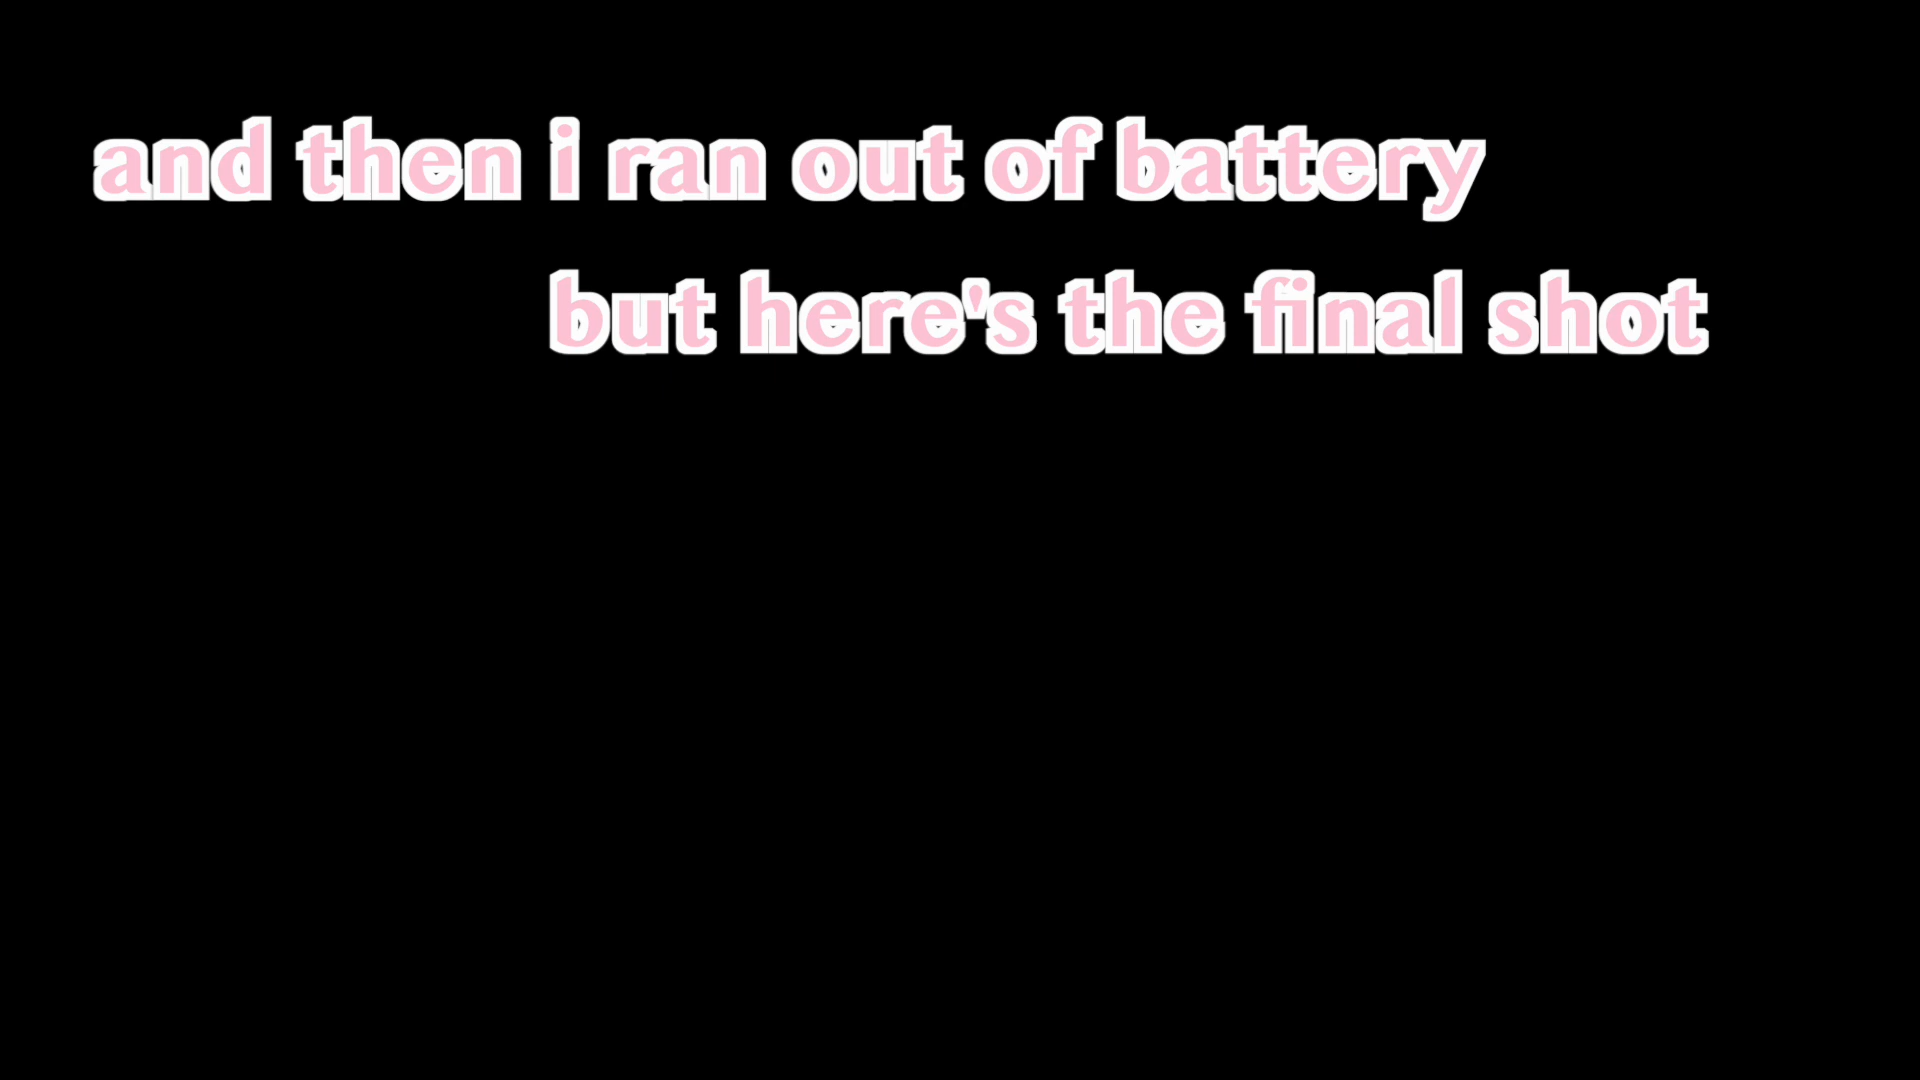 and then i ran out of battery
but here's the final shot